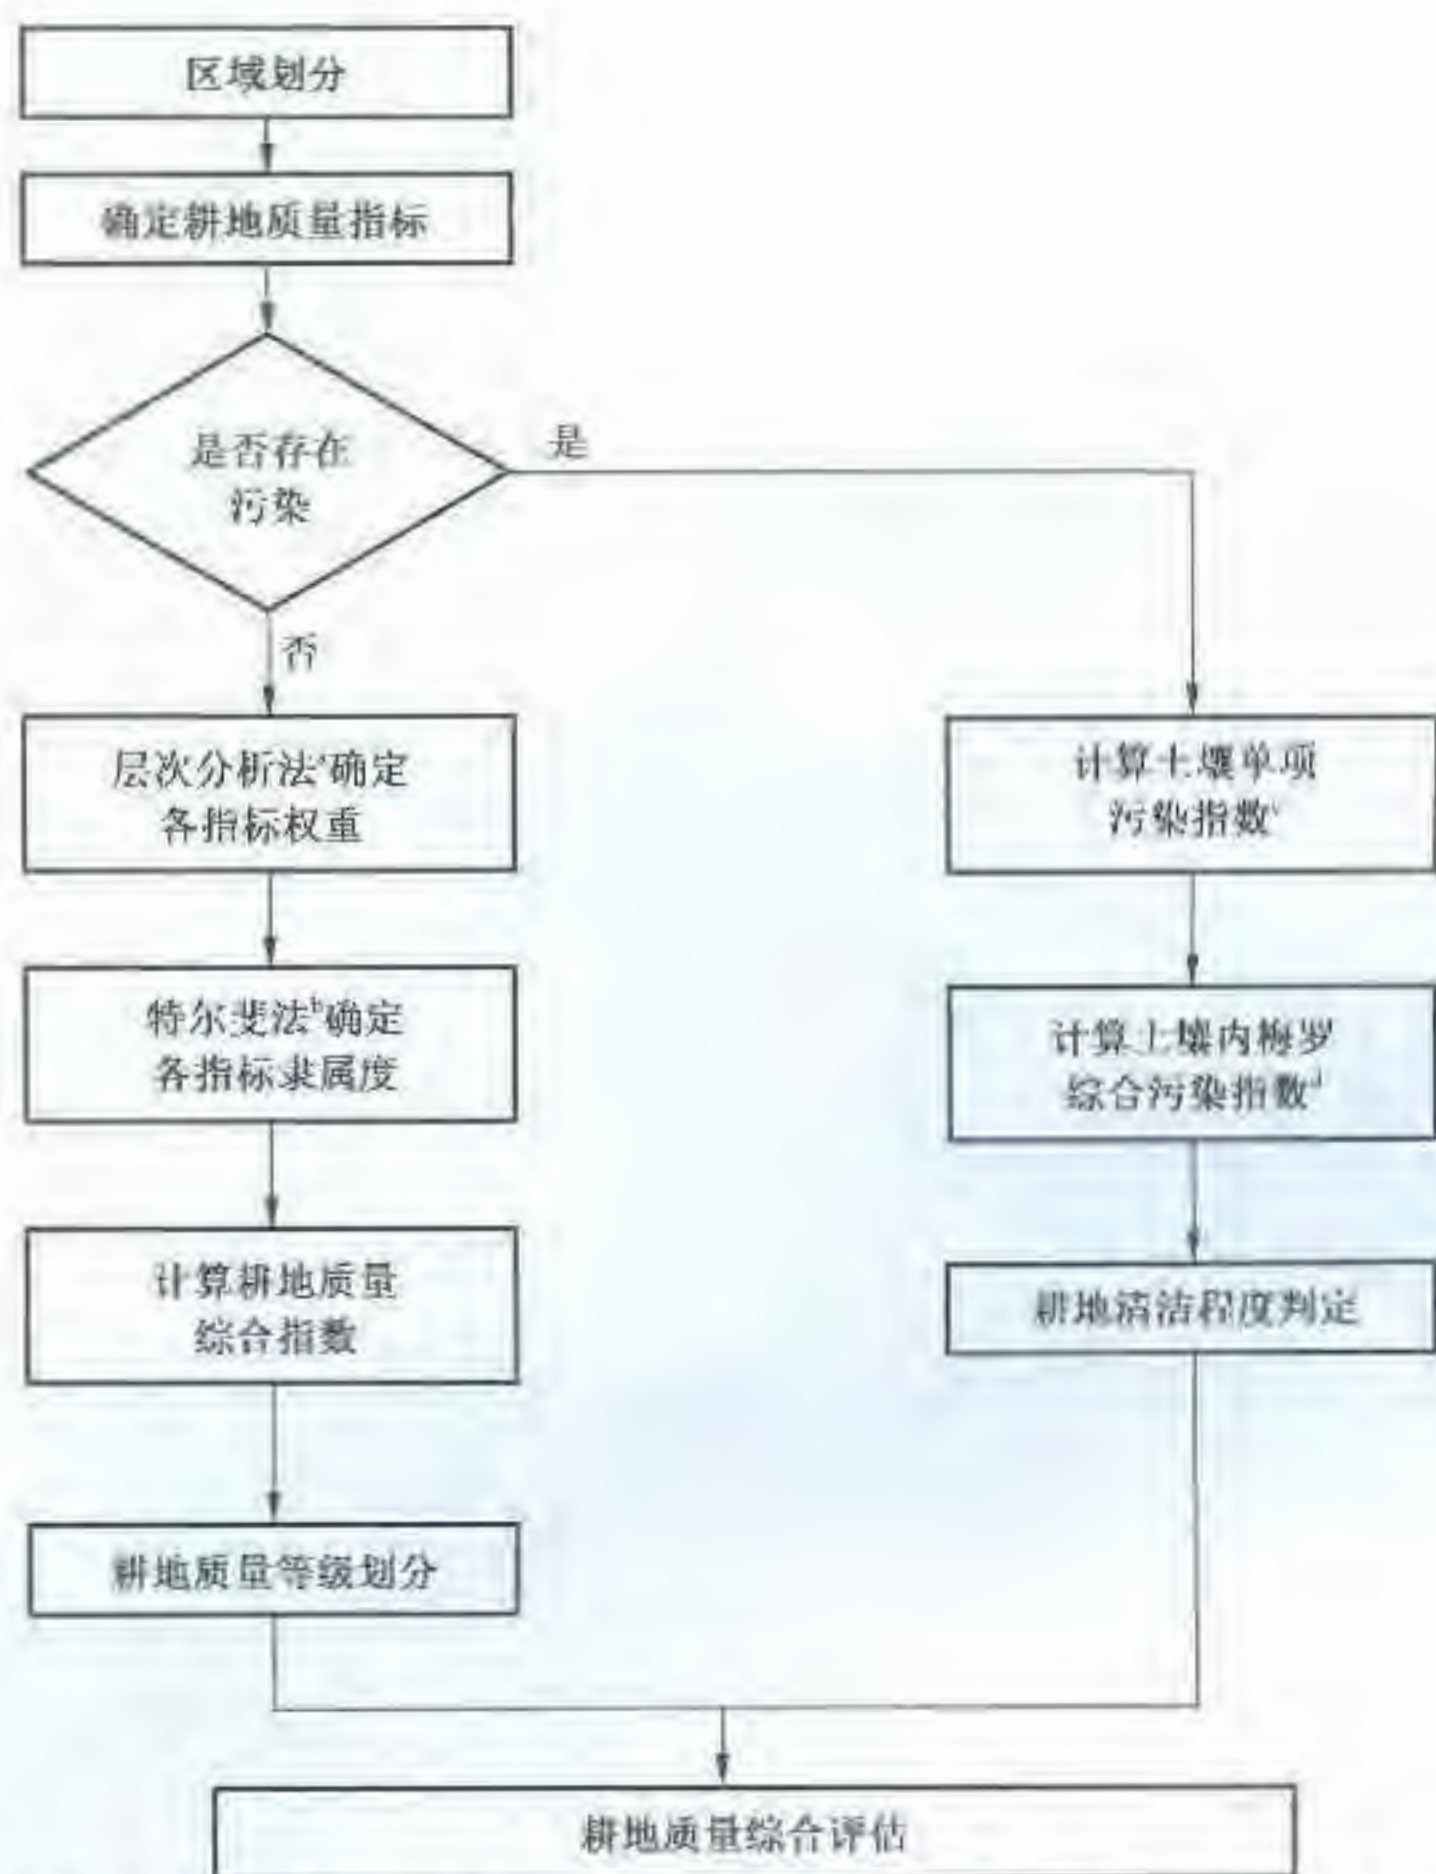 区域划分
确定耕地质量指标
是否存在
污染
是
否
层次分析法ᵃ确定
各指标权重
特尔斐法ᵇ确定
各指标隶属度
计算耕地质量
综合指数
耕地质量等级划分
计算土壤单项
污染指数ᶜ
计算土壤内梅罗
综合污染指数ᵈ
耕地清洁程度判定
耕地质量综合评估